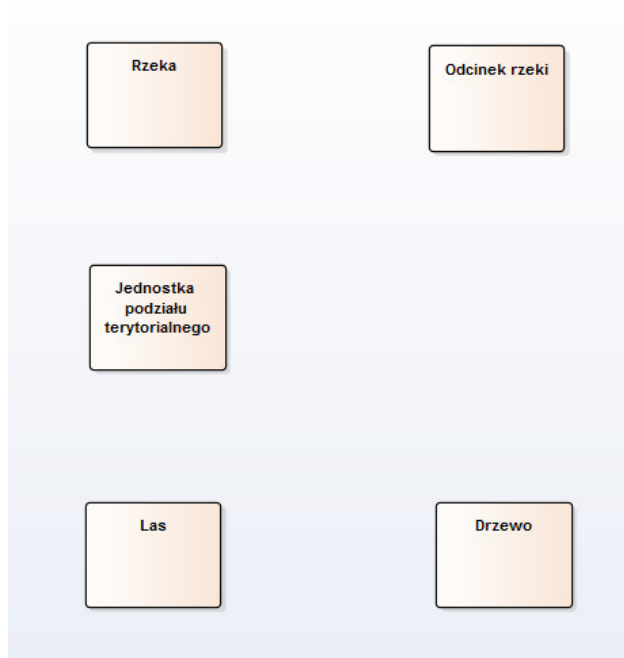 Rzeka
Odcinek rzeki
Jednostka
podziału
terytorialnego
Las
Drzewo